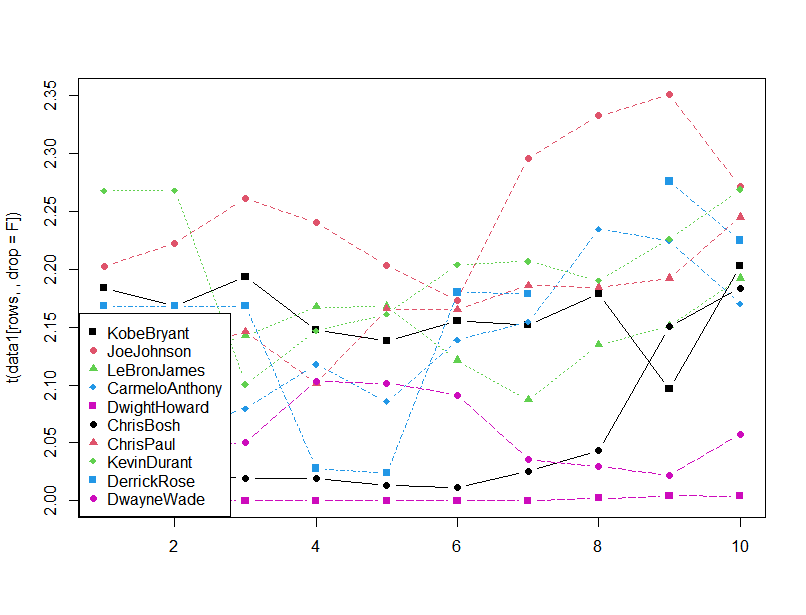 t(data1[rows, , drop = F])
2.35
2.30
2.25
2.20
2.15
2.10
2.05
2.00
KobeBryant
JoeJohnson
LeBronJames
CarmeloAnthony
DwightHoward
ChrisBosh
ChrisPaul
KevinDurant
DerrickRose
DwayneWade
2 4 6 8 10